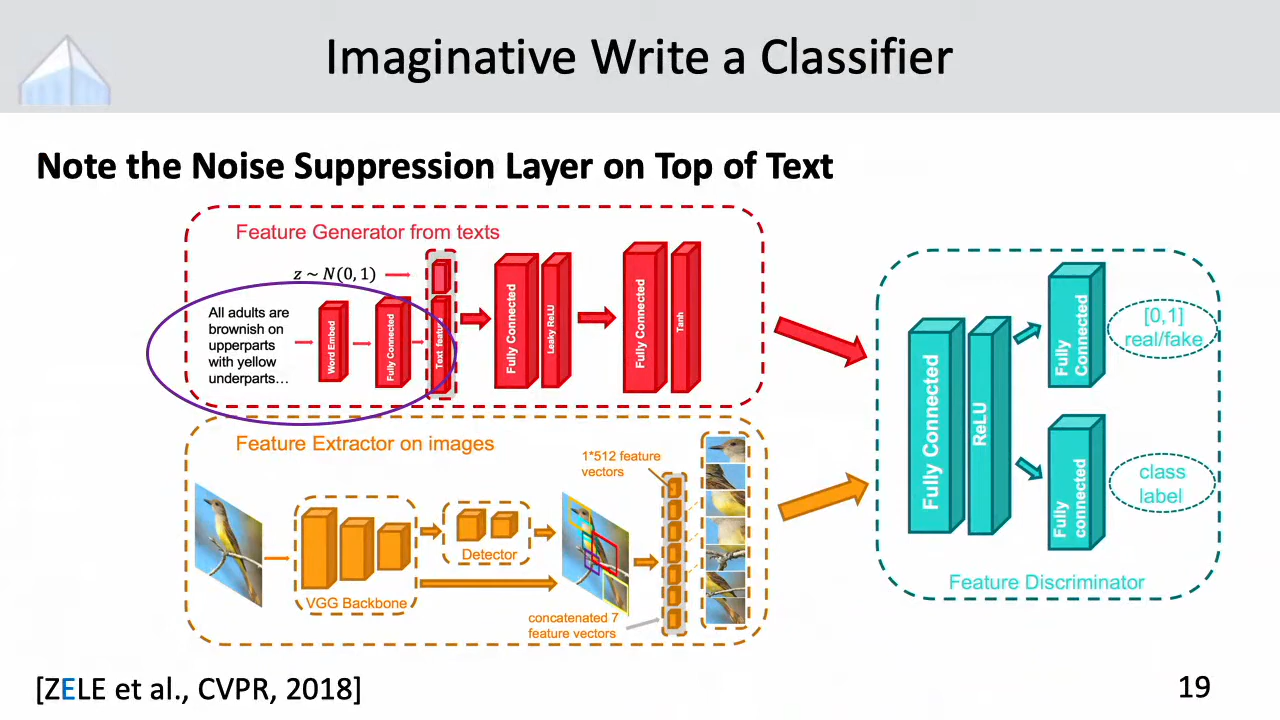 Imaginative Write a Classifier
Note the Noise Suppression Layer on Top of Text
Feature Generator from texts
z ~ N(0, 1)
All adults are
brownish on
upperparts
with yellow
underparts…
Word Embed
Fully Connected
Text feature
Fully Connected
Leaky ReLU
Fully Connected
Tanh
Feature Extractor on images
VGG Backbone
Detector
1*512 feature
vectors
concatenated 7
feature vectors
Fully Connected
ReLU
Fully
Connected
[0,1]
real/fake
Fully
connected
class
label
Feature Discriminator
[ZELE et al., CVPR, 2018]
19